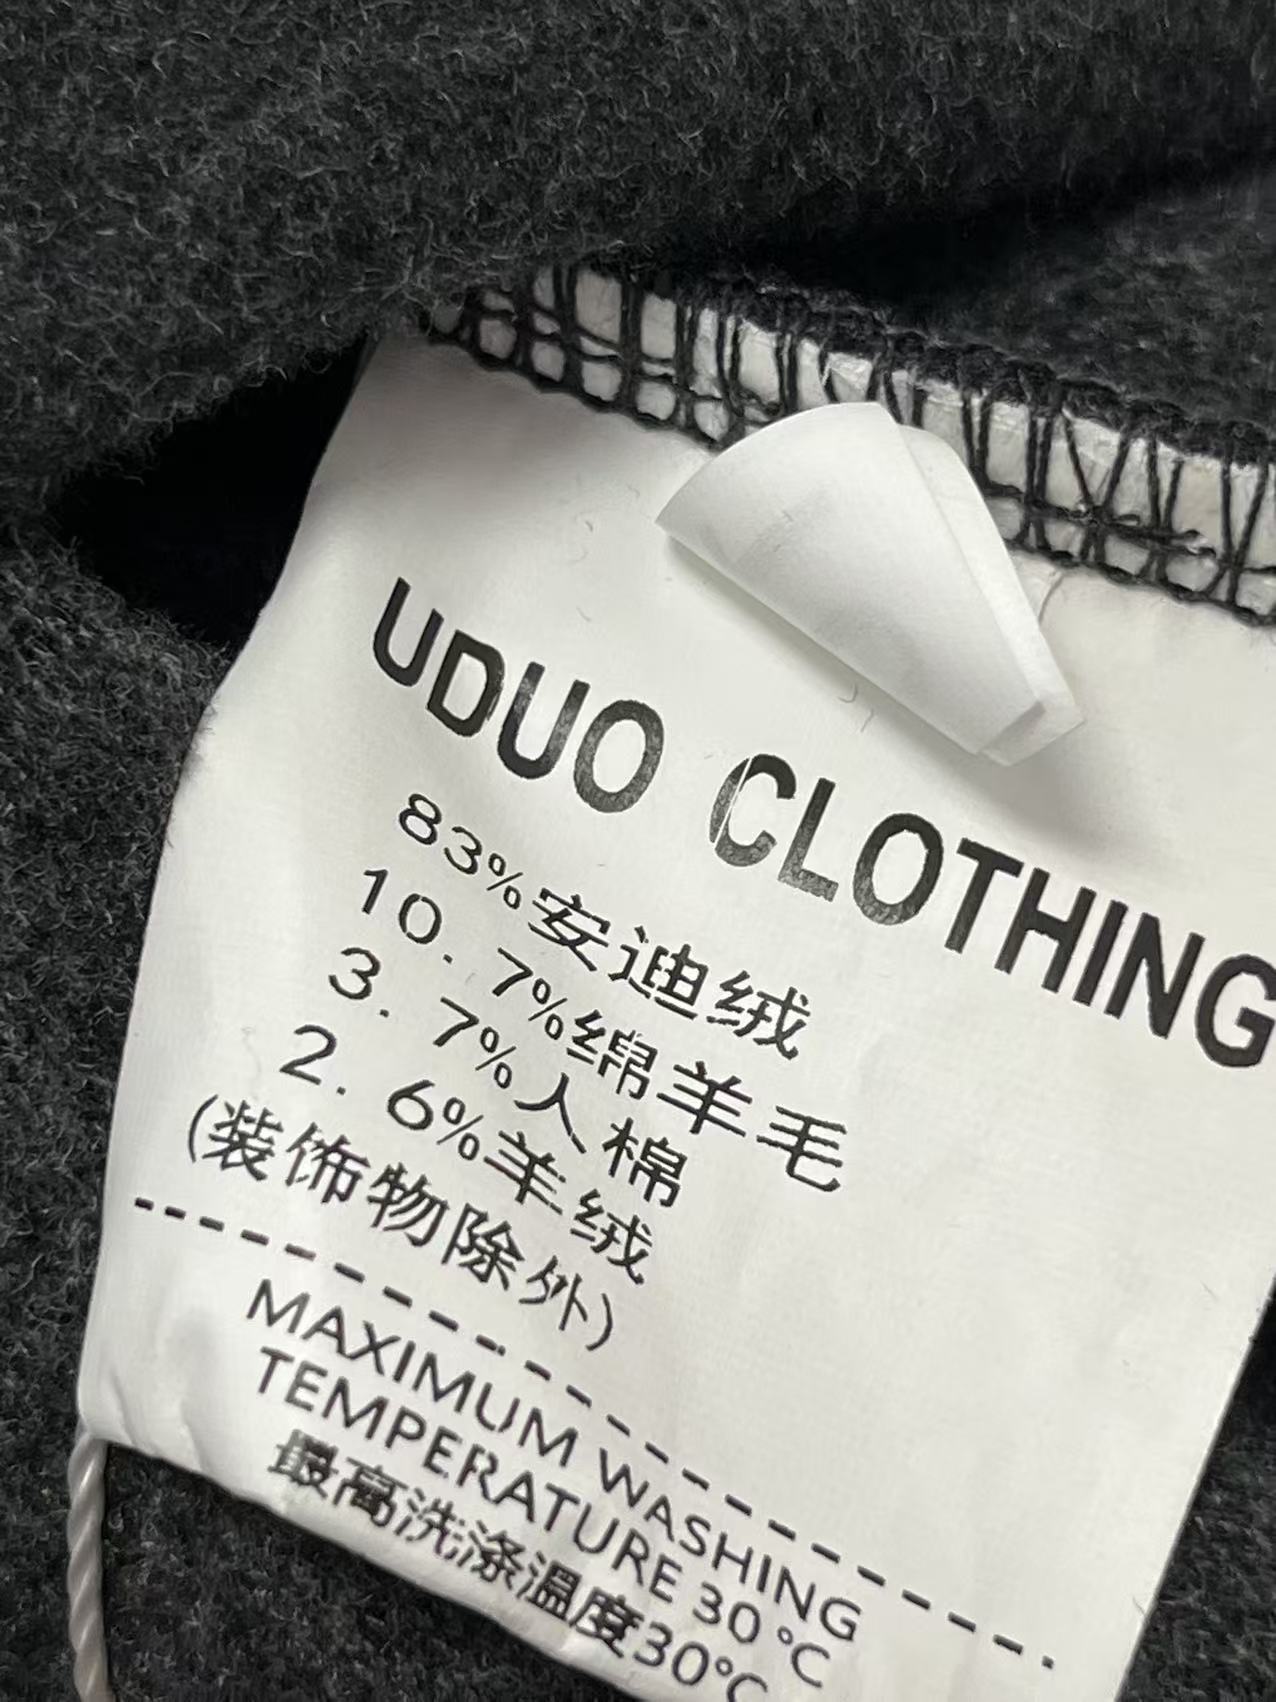 UDUO CLOTHING
83%安迪绒
10.7%绵羊毛
3.7%人棉
2.6%羊绒
(装饰物除外)
MAXIMUM WASHING
TEMPERATURE 30℃
最高洗涤温度30℃